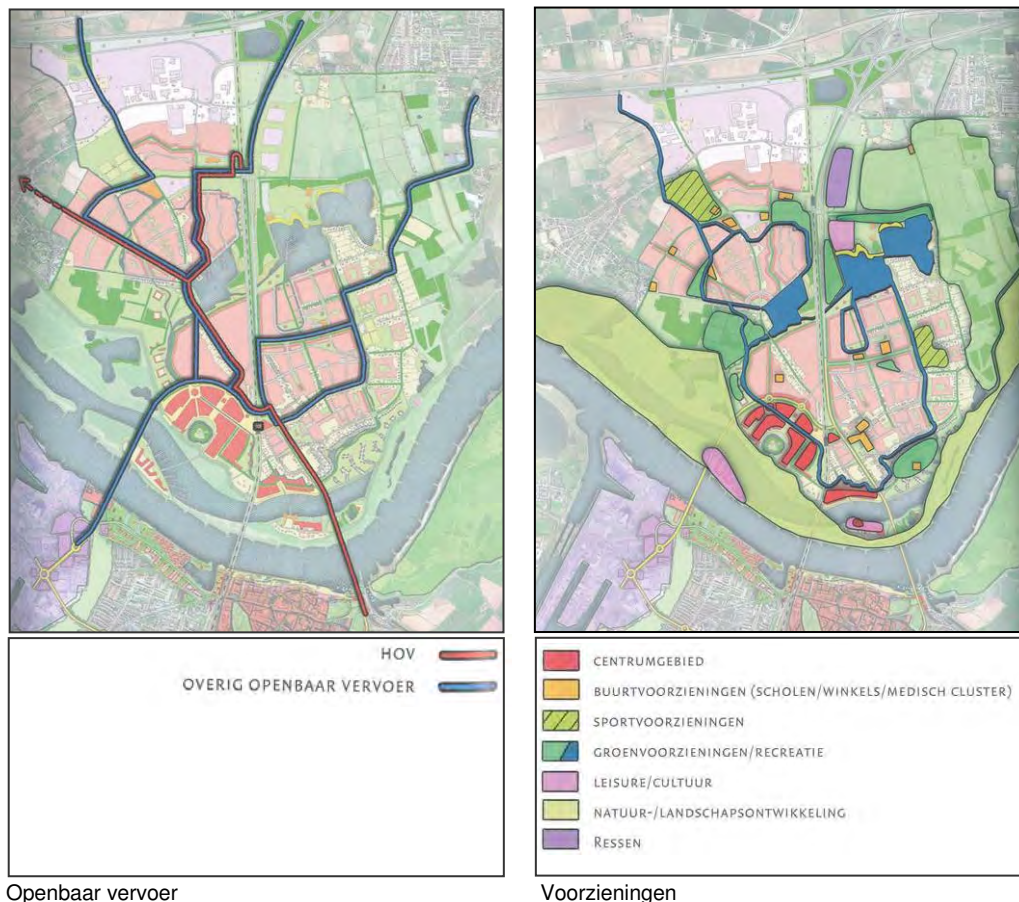 HOV
OVERIG OPENBAAR VERVOER
Openbaar vervoer
CENTRUMGEBIED
BUURTVOORZIENINGEN (SCHOLEN/WINKELS/MEDISCH CLUSTER)
SPORTVOORZIENINGEN
GROENVOORZIENINGEN/RECREATIE
LEISURE/CULTUUR
NATUUR-/LANDSCHAPSONTWIKKELING
RESSEN
Voorzieningen